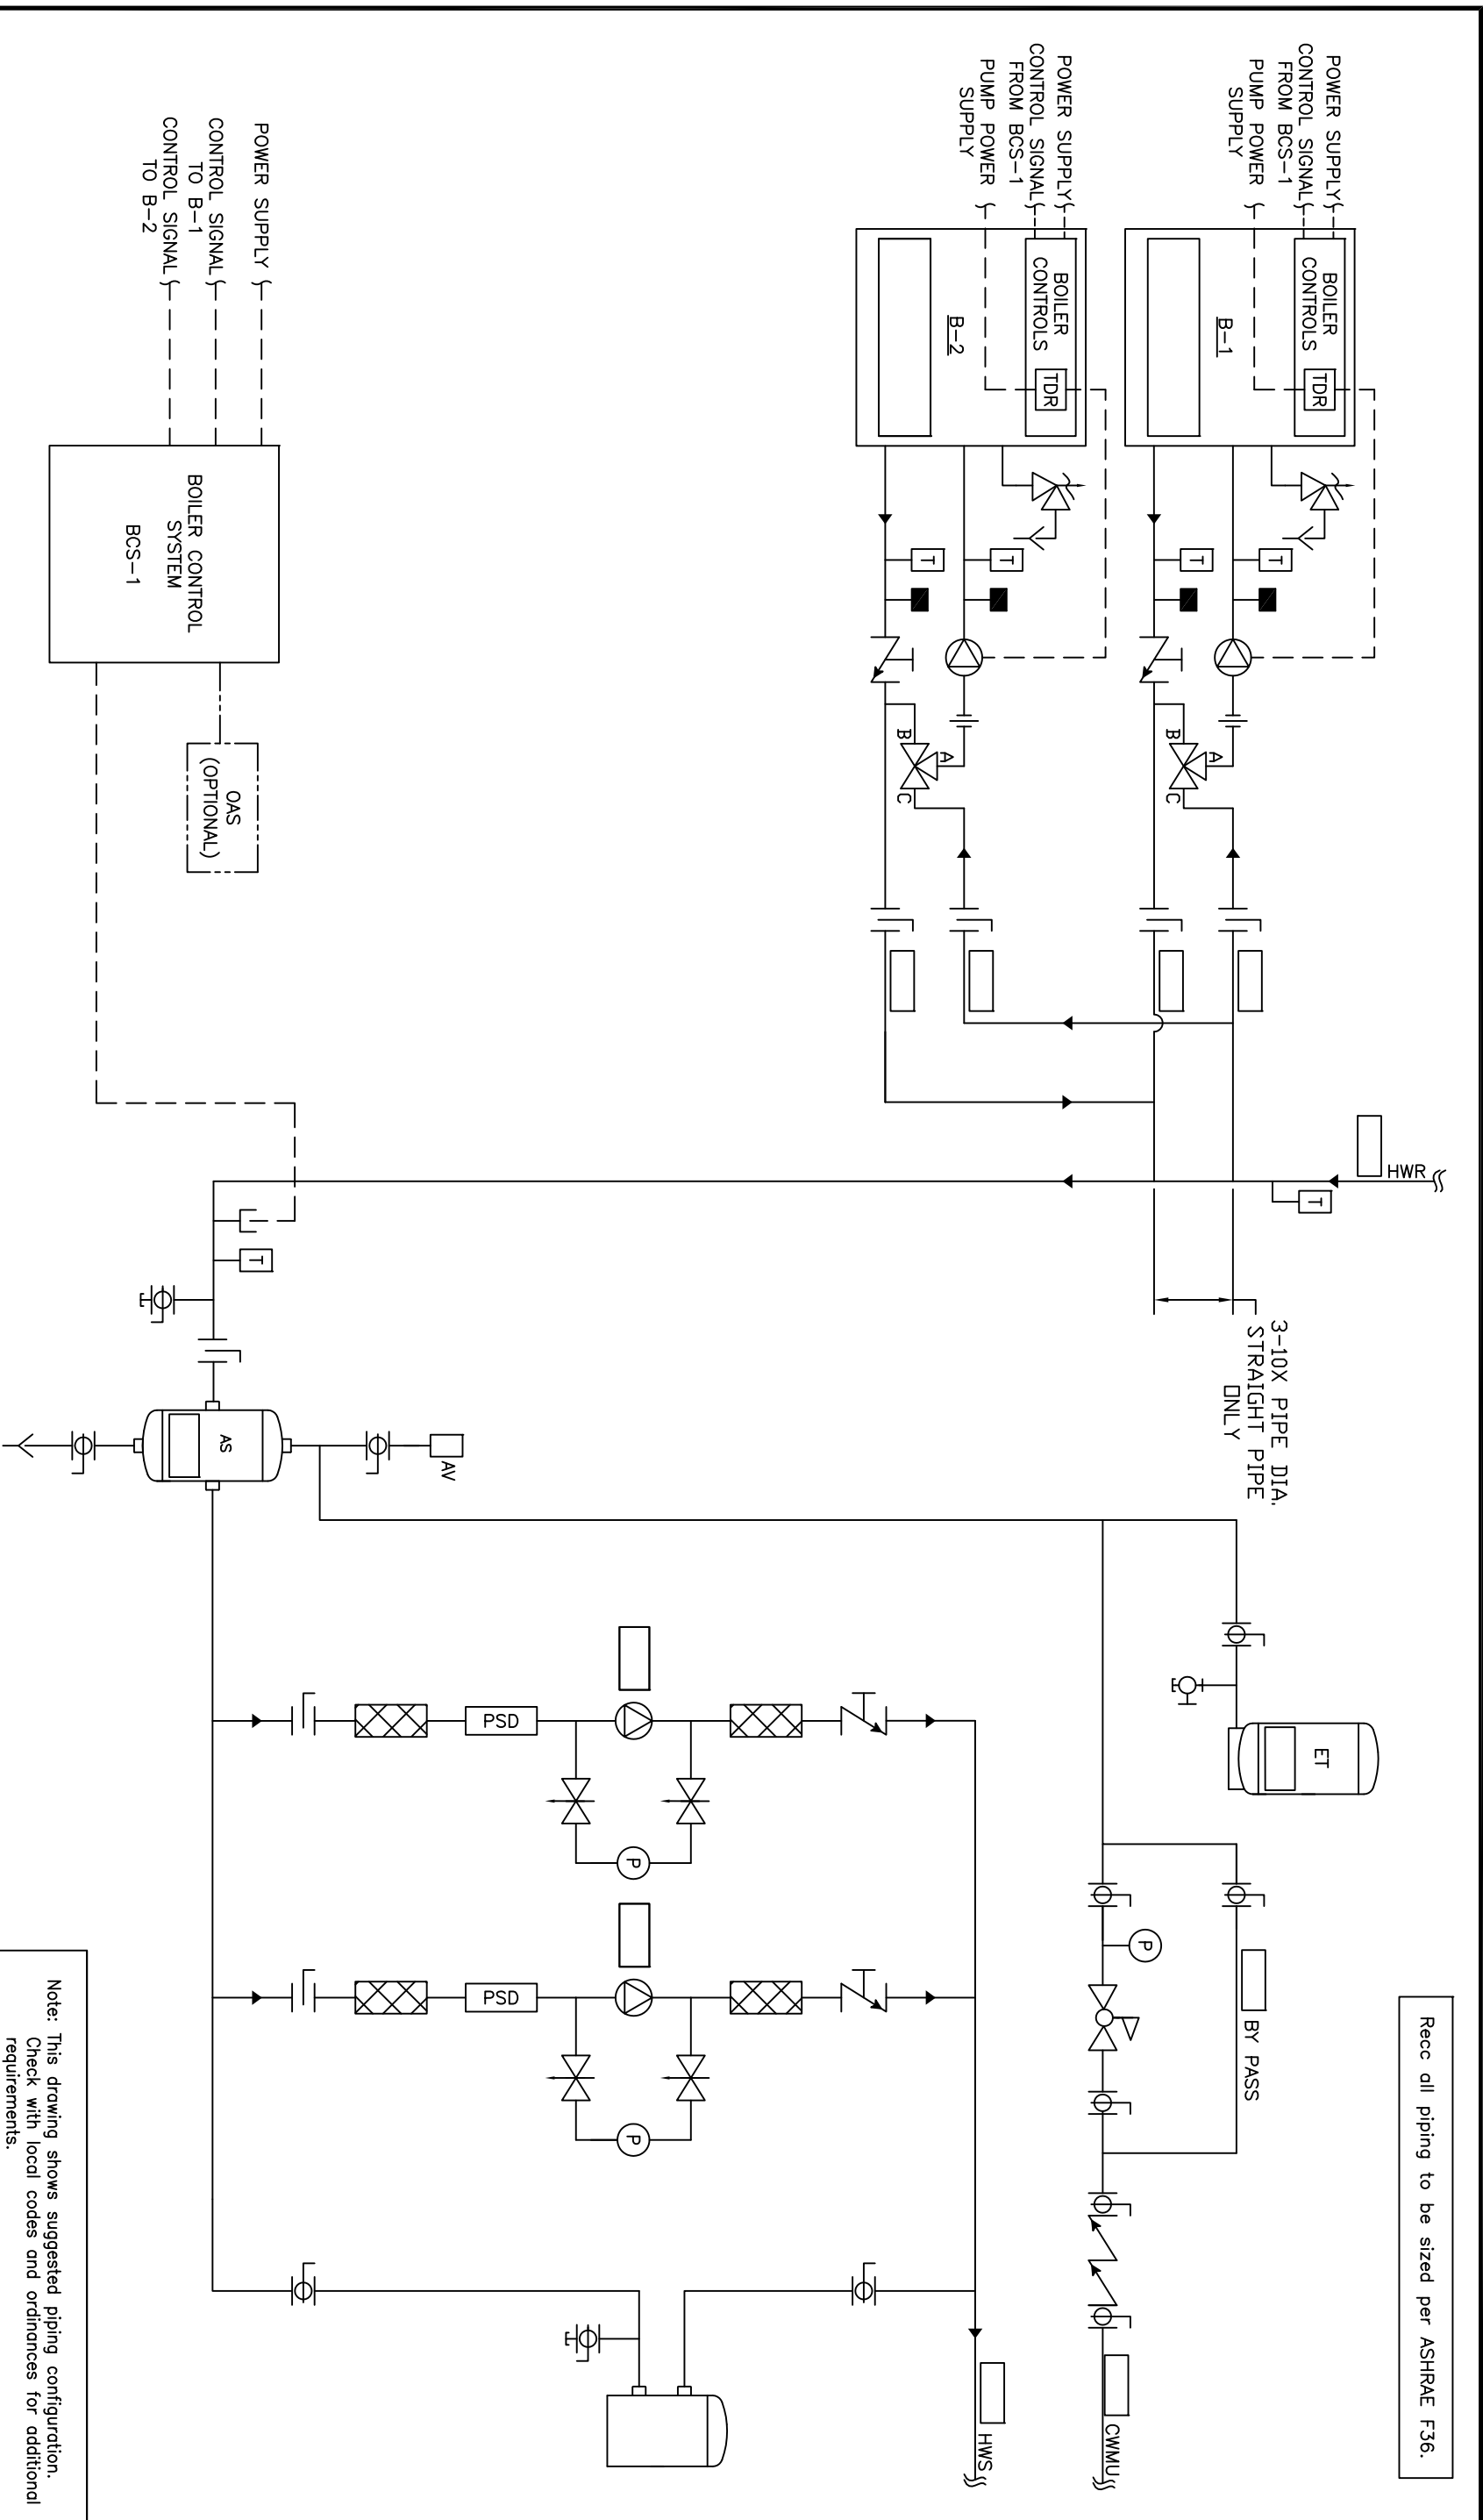 POWER SUPPLY
CONTROL SIGNAL
FROM BCS-1
PUMP POWER
SUPPLY
BOILER
CONTROLS
TDR
B-1
T
T
A
B
C
POWER SUPPLY
CONTROL SIGNAL
FROM BCS-1
PUMP POWER
SUPPLY
BOILER
CONTROLS
TDR
B-2
T
T
A
B
C
POWER SUPPLY
CONTROL SIGNAL
TO B-1
CONTROL SIGNAL
TO B-2
BOILER CONTROL
SYSTEM
BCS-1
OAS
(OPTIONAL)
HWR
T
T
3-10X PIPE DIA.
STRAIGHT PIPE
ONLY
AS
AV
ET
PSD
P
PSD
P
P
BY PASS
CWMU
HWS
Recc all piping to be sized per ASHRAE F36.
Note: This drawing shows suggested piping configuration.
Check with local codes and ordinances for additional
requirements.